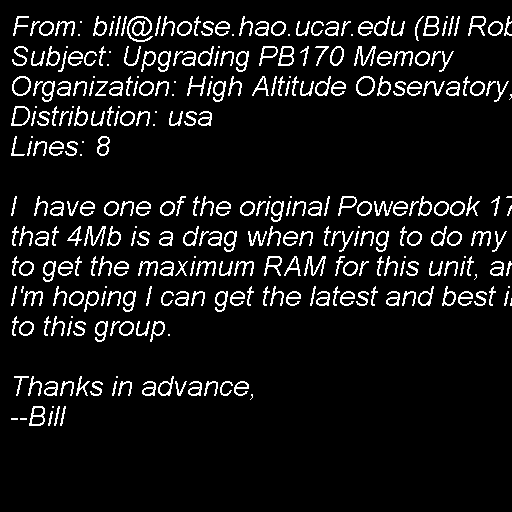 From: bill@lhotse.hao.ucar.edu (Bill Rob
Subject: Upgrading PB170 Memory
Organization: High Altitude Observatory,
Distribution: usa
Lines: 8

I  have one of the original Powerbook 17
that 4Mb is a drag when trying to do my
to get the maximum RAM for this unit, an
I'm hoping I can get the latest and best i
to this group.

Thanks in advance,
--Bill